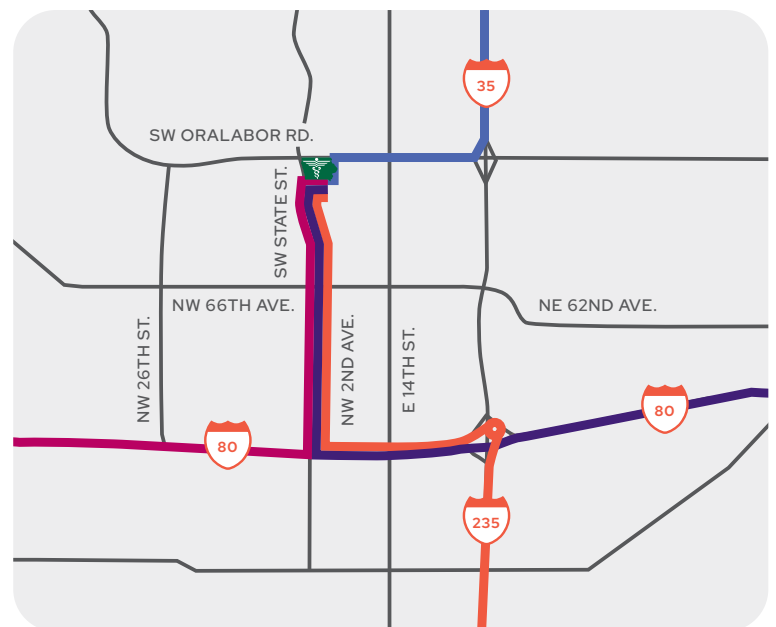 35
SW ORALABOR RD.
SW STATE ST.
NW 66TH AVE.
NE 62ND AVE.
NW 26TH ST.
NW 2ND AVE.
E 14TH ST.
80
80
235